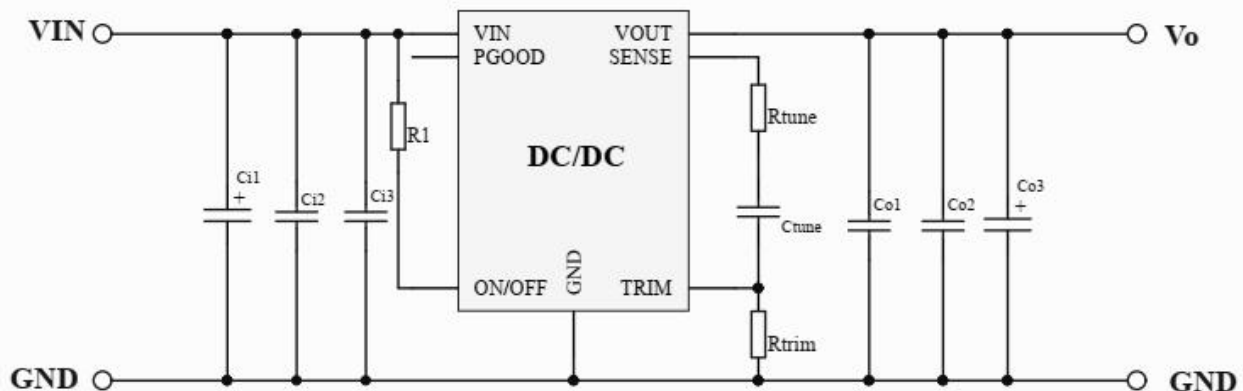 VIN
VIN
VOUT
Vo
PGOOD
SENSE
Rtune
R1
DC/DC
Ci1
+
Ci2
Ci3
Co1
Co2
Co3
+
Ctune
ON/OFF
GND
TRIM
Rtrim
GND
GND